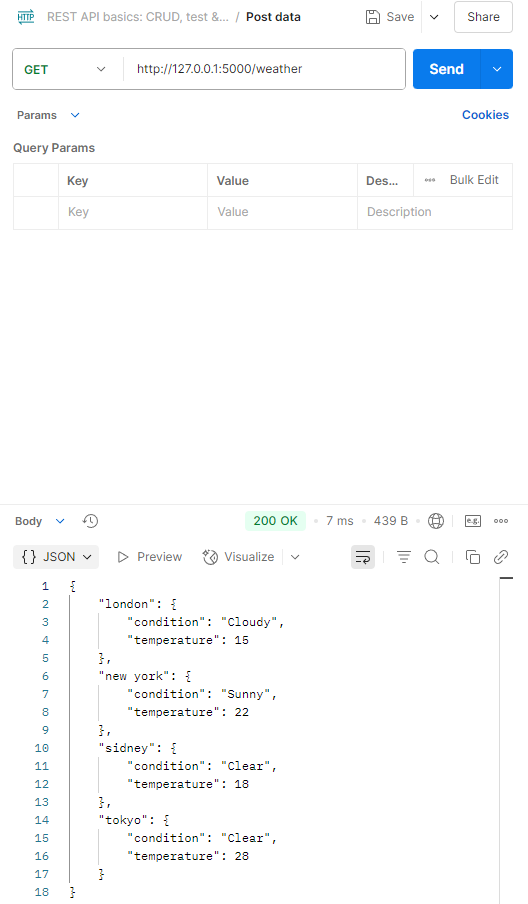 HTTP REST API basics: CRUD, test &... / Post data Save Share
GET http://127.0.0.1:5000/weather Send
Params Cookies
Query Params
Key Value Des... Bulk Edit
Key Value Description
Body 200 OK 7 ms 439 B e.g.
{} JSON Preview Visualize
1 {
2 "london": {
3 "condition": "Cloudy",
4 "temperature": 15
5 },
6 "new york": {
7 "condition": "Sunny",
8 "temperature": 22
9 },
10 "sidney": {
11 "condition": "Clear",
12 "temperature": 18
13 },
14 "tokyo": {
15 "condition": "Clear",
16 "temperature": 28
17 }
18 }